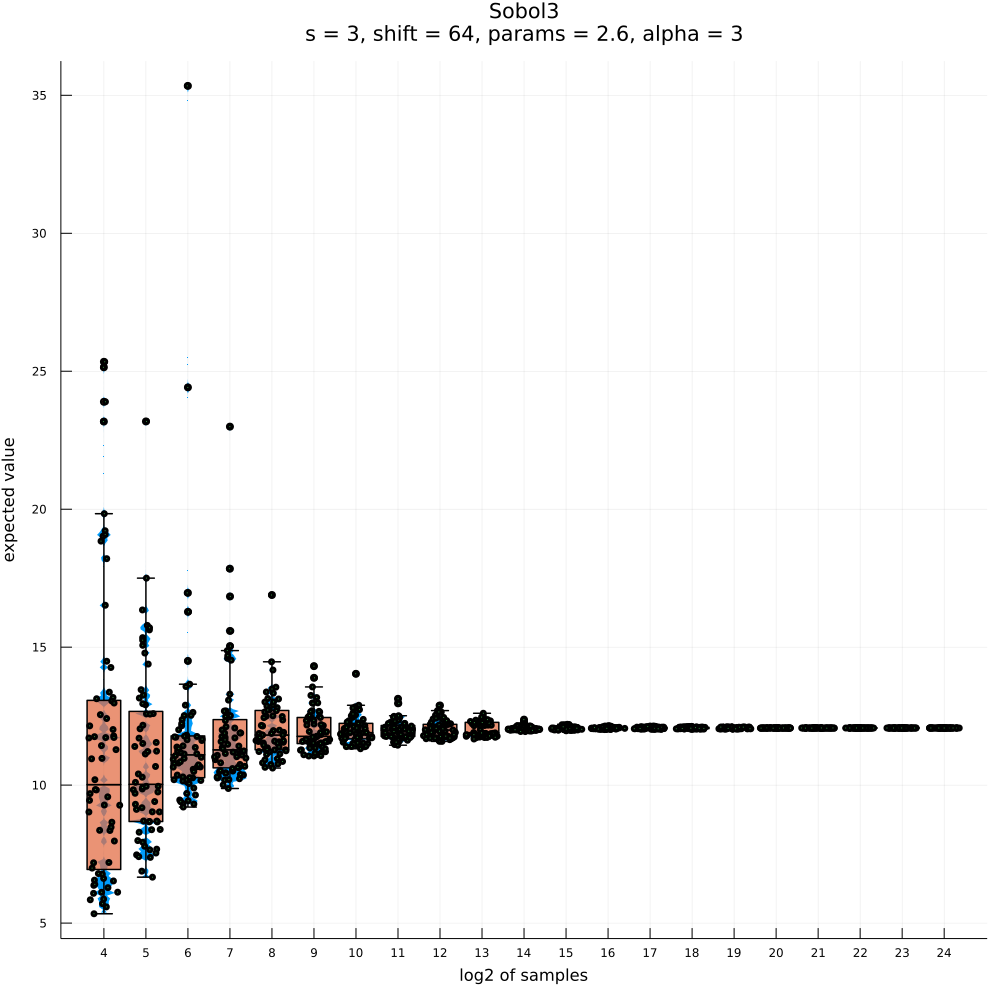 Sobol3
s = 3, shift = 64, params = 2.6, alpha = 3
35
30
25
20
15
10
5
expected value
4 5 6 7 8 9 10 11 12 13 14 15 16 17 18 19 20 21 22 23 24
log2 of samples